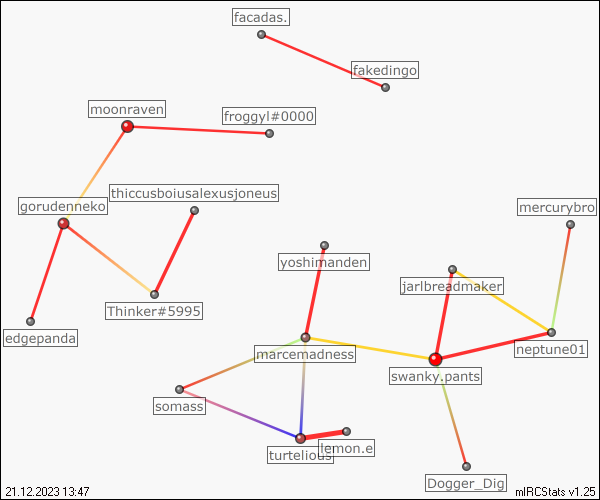 facadas.
fakedingo
moonraven
froggyl#0000
thiccusboiusalexusjoneus
gorudenneko
mercurybro
yoshimanden
jarlbreadmaker
Thinker#5995
edgepanda
marcemadness
neptune01
swanky.pants
somass
turtelious
lemon.e
Dogger_Dig
21.12.2023 13:47
mIRCStats v1.25